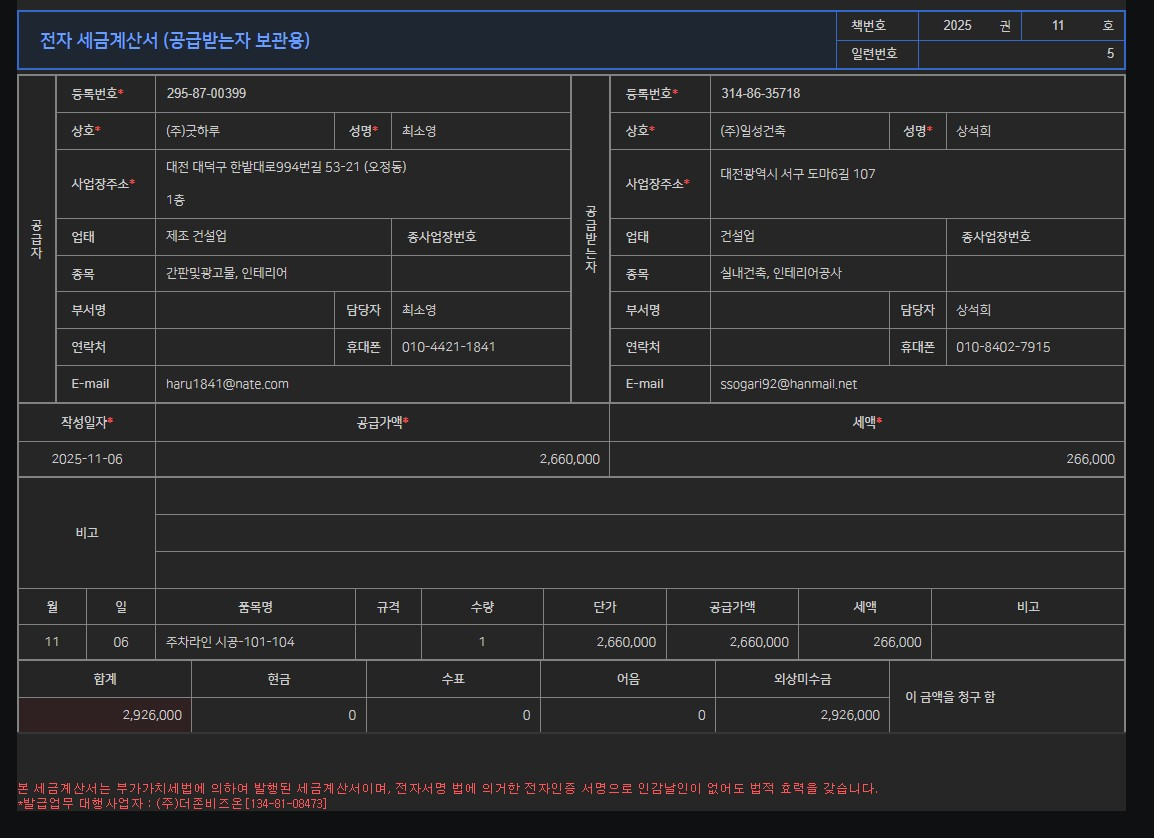 전자 세금계산서 (공급받는자 보관용)
책번호 2025 권 11 호
일련번호 5
공급자
등록번호* 295-87-00399
상호* (주)굿하루 성명* 최소영
사업장주소* 대전 대덕구 한밭대로994번길 53-21 (오정동)
1층
업태 제조 건설업 종사업장번호
종목 간판및광고물, 인테리어
부서명 담당자 최소영
연락처 휴대폰 010-4421-1841
E-mail haru1841@nate.com
공급받는자
등록번호* 314-86-35718
상호* (주)일성건축 성명* 상석희
사업장주소* 대전광역시 서구 도마6길 107
업태 건설업 종사업장번호
종목 실내건축, 인테리어공사
부서명 담당자 상석희
연락처 휴대폰 010-8402-7915
E-mail ssogari92@hanmail.net
작성일자* 공급가액* 세액*
2025-11-06 2,660,000 266,000
비고
월 일 품목명 규격 수량 단가 공급가액 세액 비고
11 06 주차라인 시공-101-104 1 2,660,000 2,660,000 266,000
합계 현금 수표 어음 외상미수금 이 금액을 청구 함
2,926,000 0 0 0 2,926,000
본 세금계산서는 부가가치세법에 의하여 발행된 세금계산서이며, 전자서명 법에 의거한 전자인증 서명으로 인감날인이 없어도 법적 효력을 갖습니다.
*발급업무 대행사업자 : (주)더존비즈온[134-81-08473]